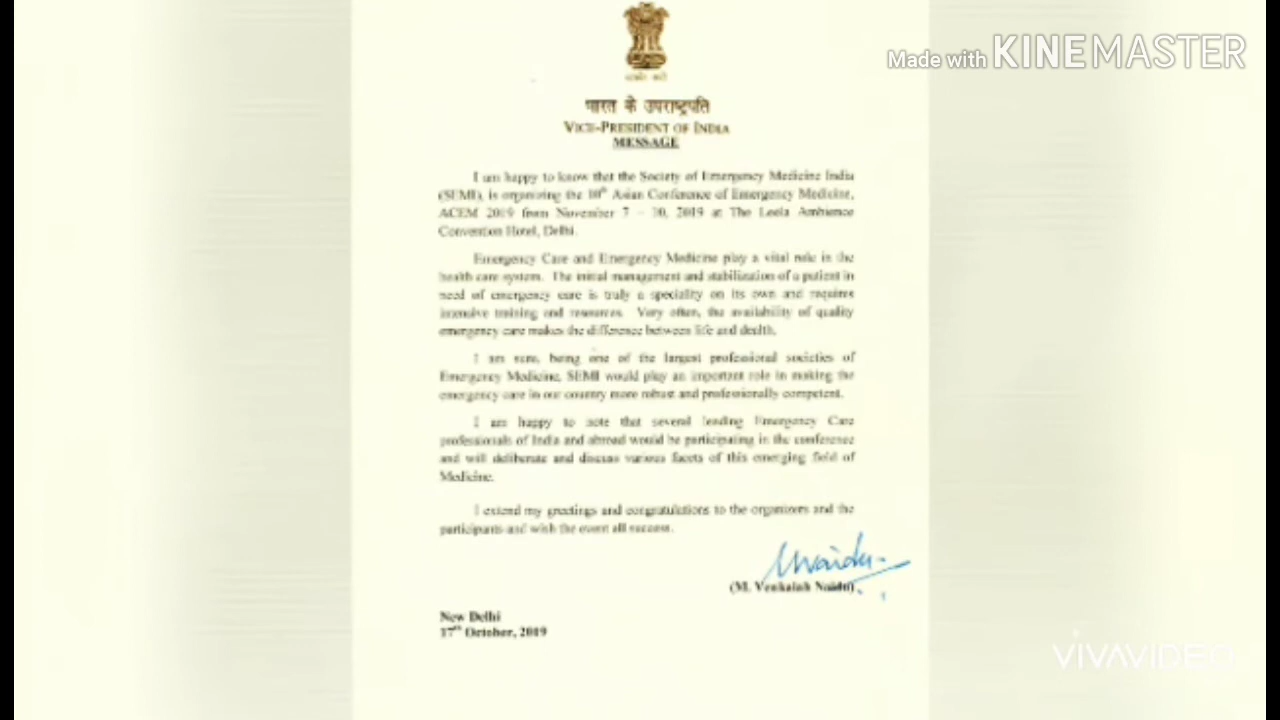 Made with KINEMASTER
भारत के उपराष्ट्रपति
VICE-PRESIDENT OF INDIA
MESSAGE
I am happy to know that the Society of Emergency Medicine India
(SEMI), is organizing the 10th Asian Conference of Emergency Medicine,
ACEM 2019 from November 7 - 10, 2019 at The Leela Ambience
Convention Hotel, Delhi.
Emergency Care and Emergency Medicine play a vital role in the
health care system. The initial management and stabilization of a patient in
need of emergency care is truly a speciality on its own and requires
intensive training and resources. Very often, the availability of quality
emergency care makes the difference between life and death.
I am sure, being one of the largest professional societies of
Emergency Medicine, SEMI would play an important role in making the
emergency care in our country more robust and professionally competent.
I am happy to note that several leading Emergency Care
professionals of India and abroad would be participating in the conference
and will deliberate and discuss various facets of this emerging field of
Medicine.
I extend my greetings and congratulations to the organizers and the
participants and wish the event all success.
(M. Venkaiah Naidu)
New Delhi
17th October, 2019
VIVAVIDEO